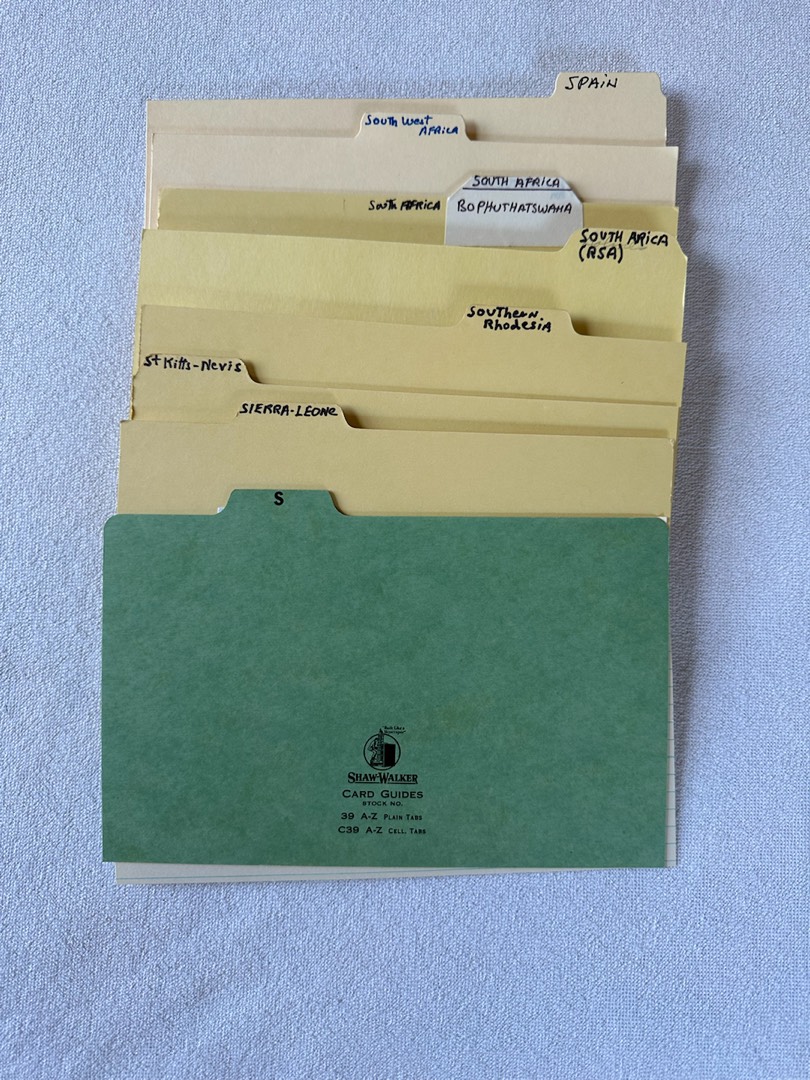 SPAiN
South West
AFRiCA
SOUTH AFRICA
South AFRICA
BOPHUTHATSWANA
SOUTH ARiCA
(RSA)
SOUThern
RhodesiA
St Kitts-Nevis
SIERRA-LEONe
S
SHAW-WALKER
CARD GUIDES
STOCK NO.
39 A-Z PLAIN TABS
C39 A-Z CELL. TABS